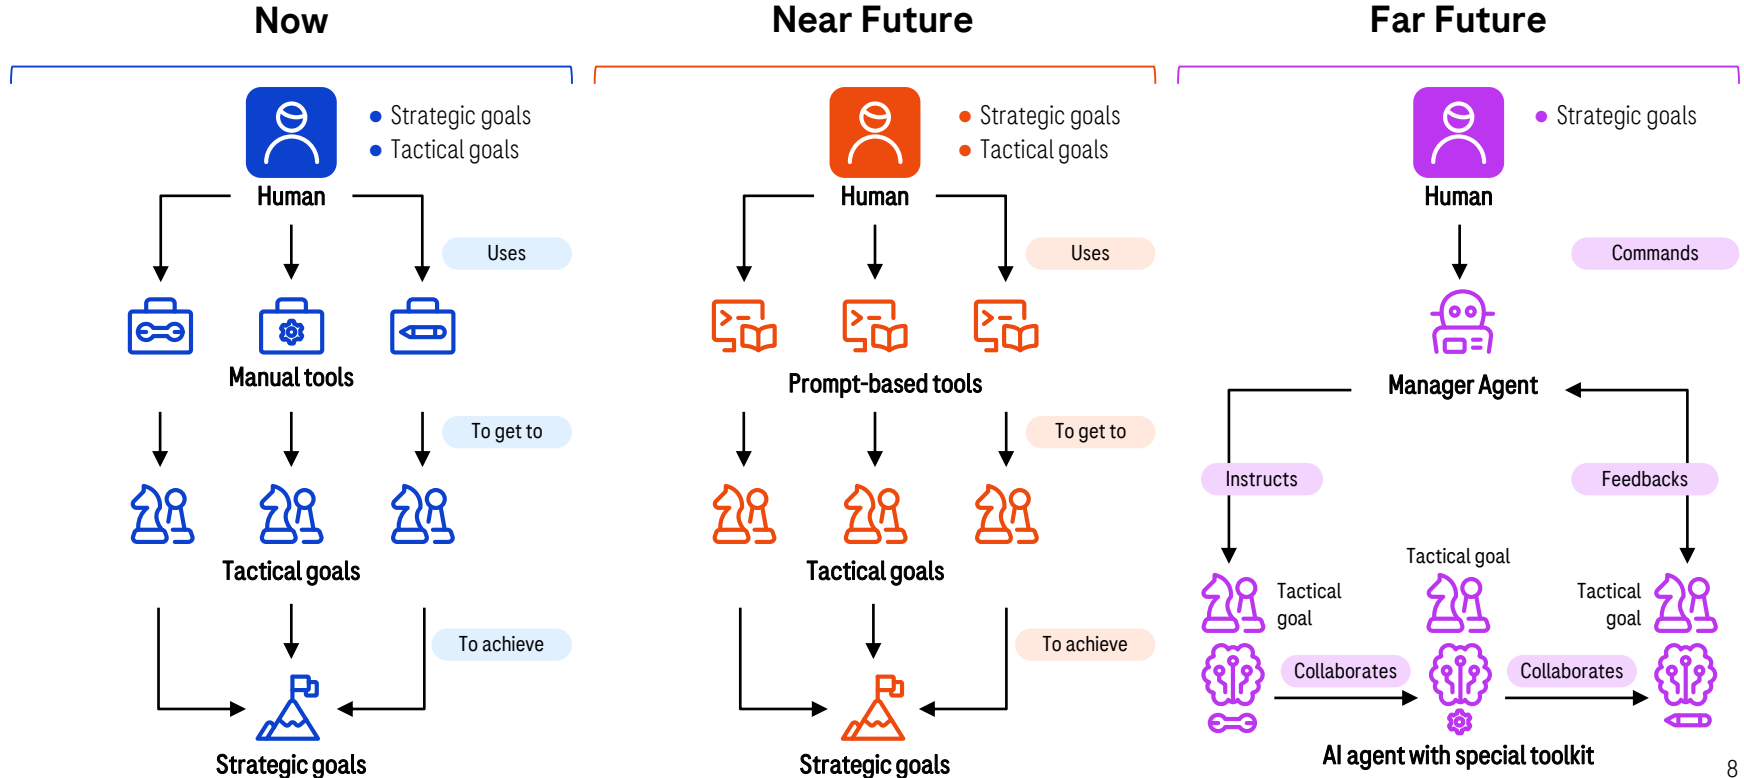 Now
Strategic goals
Tactical goals
Human
Uses
Manual tools
To get to
Tactical goals
To achieve
Strategic goals
Near Future
Strategic goals
Tactical goals
Human
Uses
Prompt-based tools
To get to
Tactical goals
To achieve
Strategic goals
Far Future
Strategic goals
Human
Commands
Manager Agent
Instructs
Feedbacks
Tactical goal
Tactical
goal
Tactical
goal
Collaborates
Collaborates
AI agent with special toolkit
8